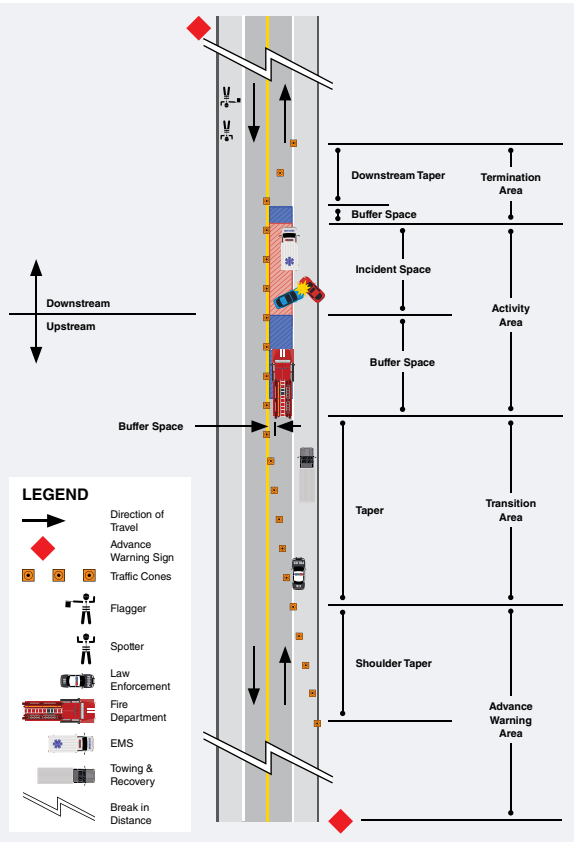 Downstream Taper
Termination
Area
Buffer Space
Incident Space
Downstream
Upstream
Activity
Area
Buffer Space
Buffer Space
Taper
Transition
Area
LEGEND
Direction of
Travel
Advance
Warning Sign
Traffic Cones
Flagger
Spotter
Law
Enforcement
Fire
Department
EMS
Towing &
Recovery
Break in
Distance
Shoulder Taper
Advance
Warning
Area